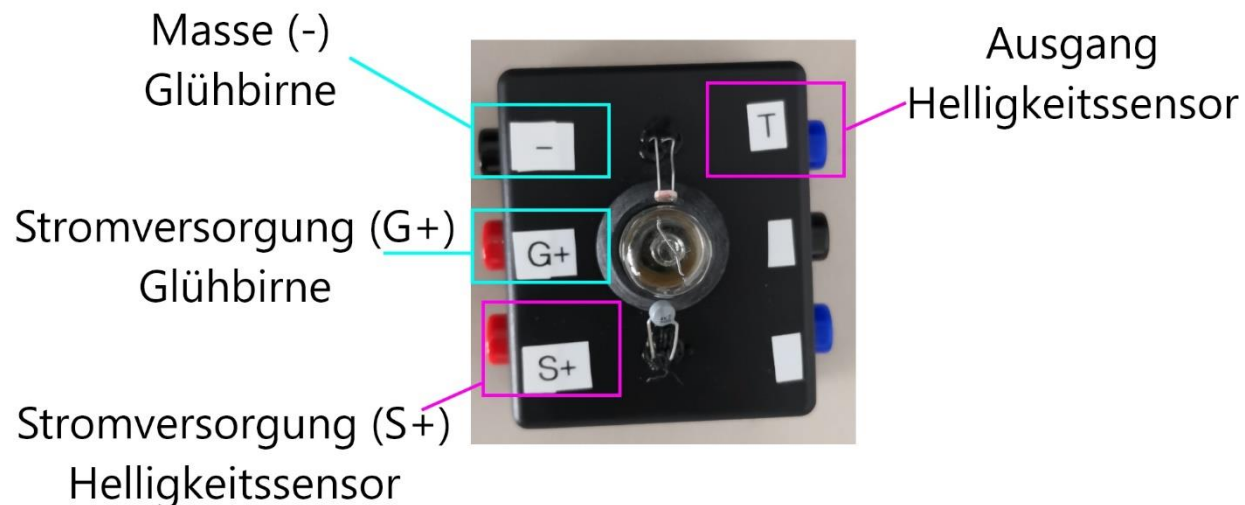 Masse (-)
Glühbirne
Stromversorgung (G+)
Glühbirne
Stromversorgung (S+)
Helligkeitssensor
Ausgang
Helligkeitssensor
-
G+
S+
T